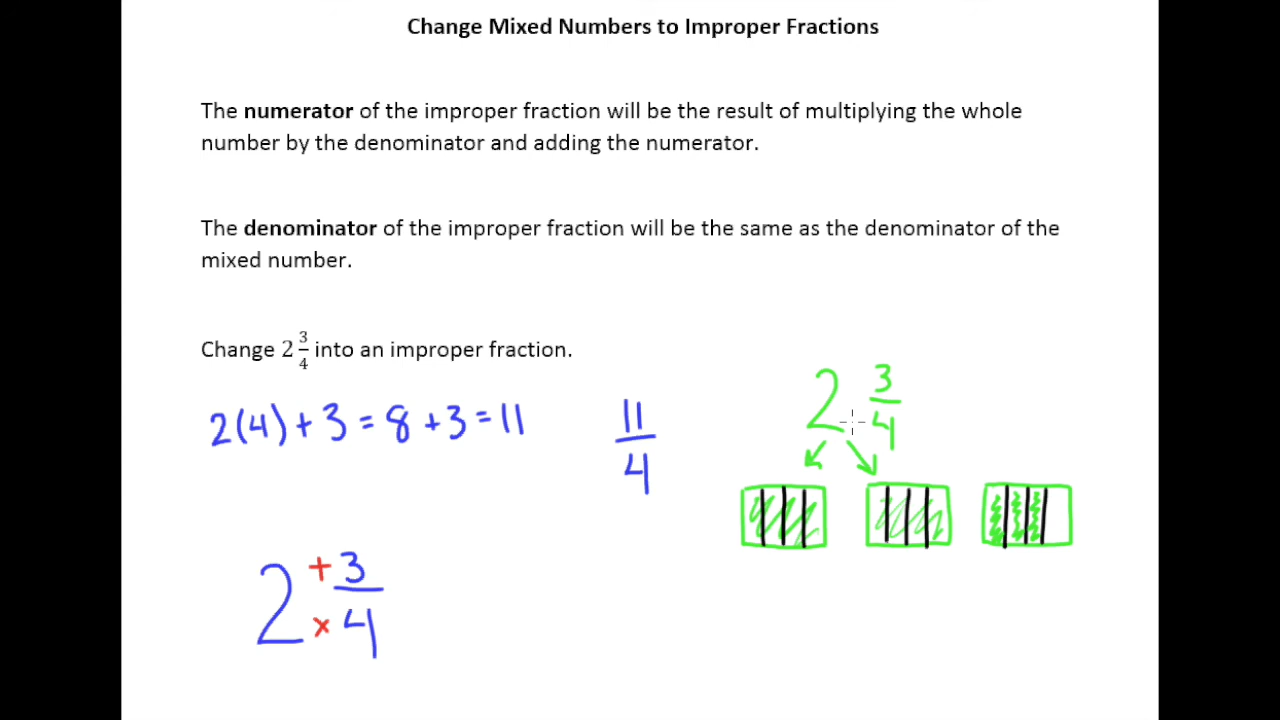 Change Mixed Numbers to Improper Fractions
The numerator of the improper fraction will be the result of multiplying the whole
number by the denominator and adding the numerator.
The denominator of the improper fraction will be the same as the denominator of the
mixed number.
Change 2 3/4 into an improper fraction.
2(4) + 3 = 8 + 3 = 11
11/4
2 3/4
2 + 3
× 4